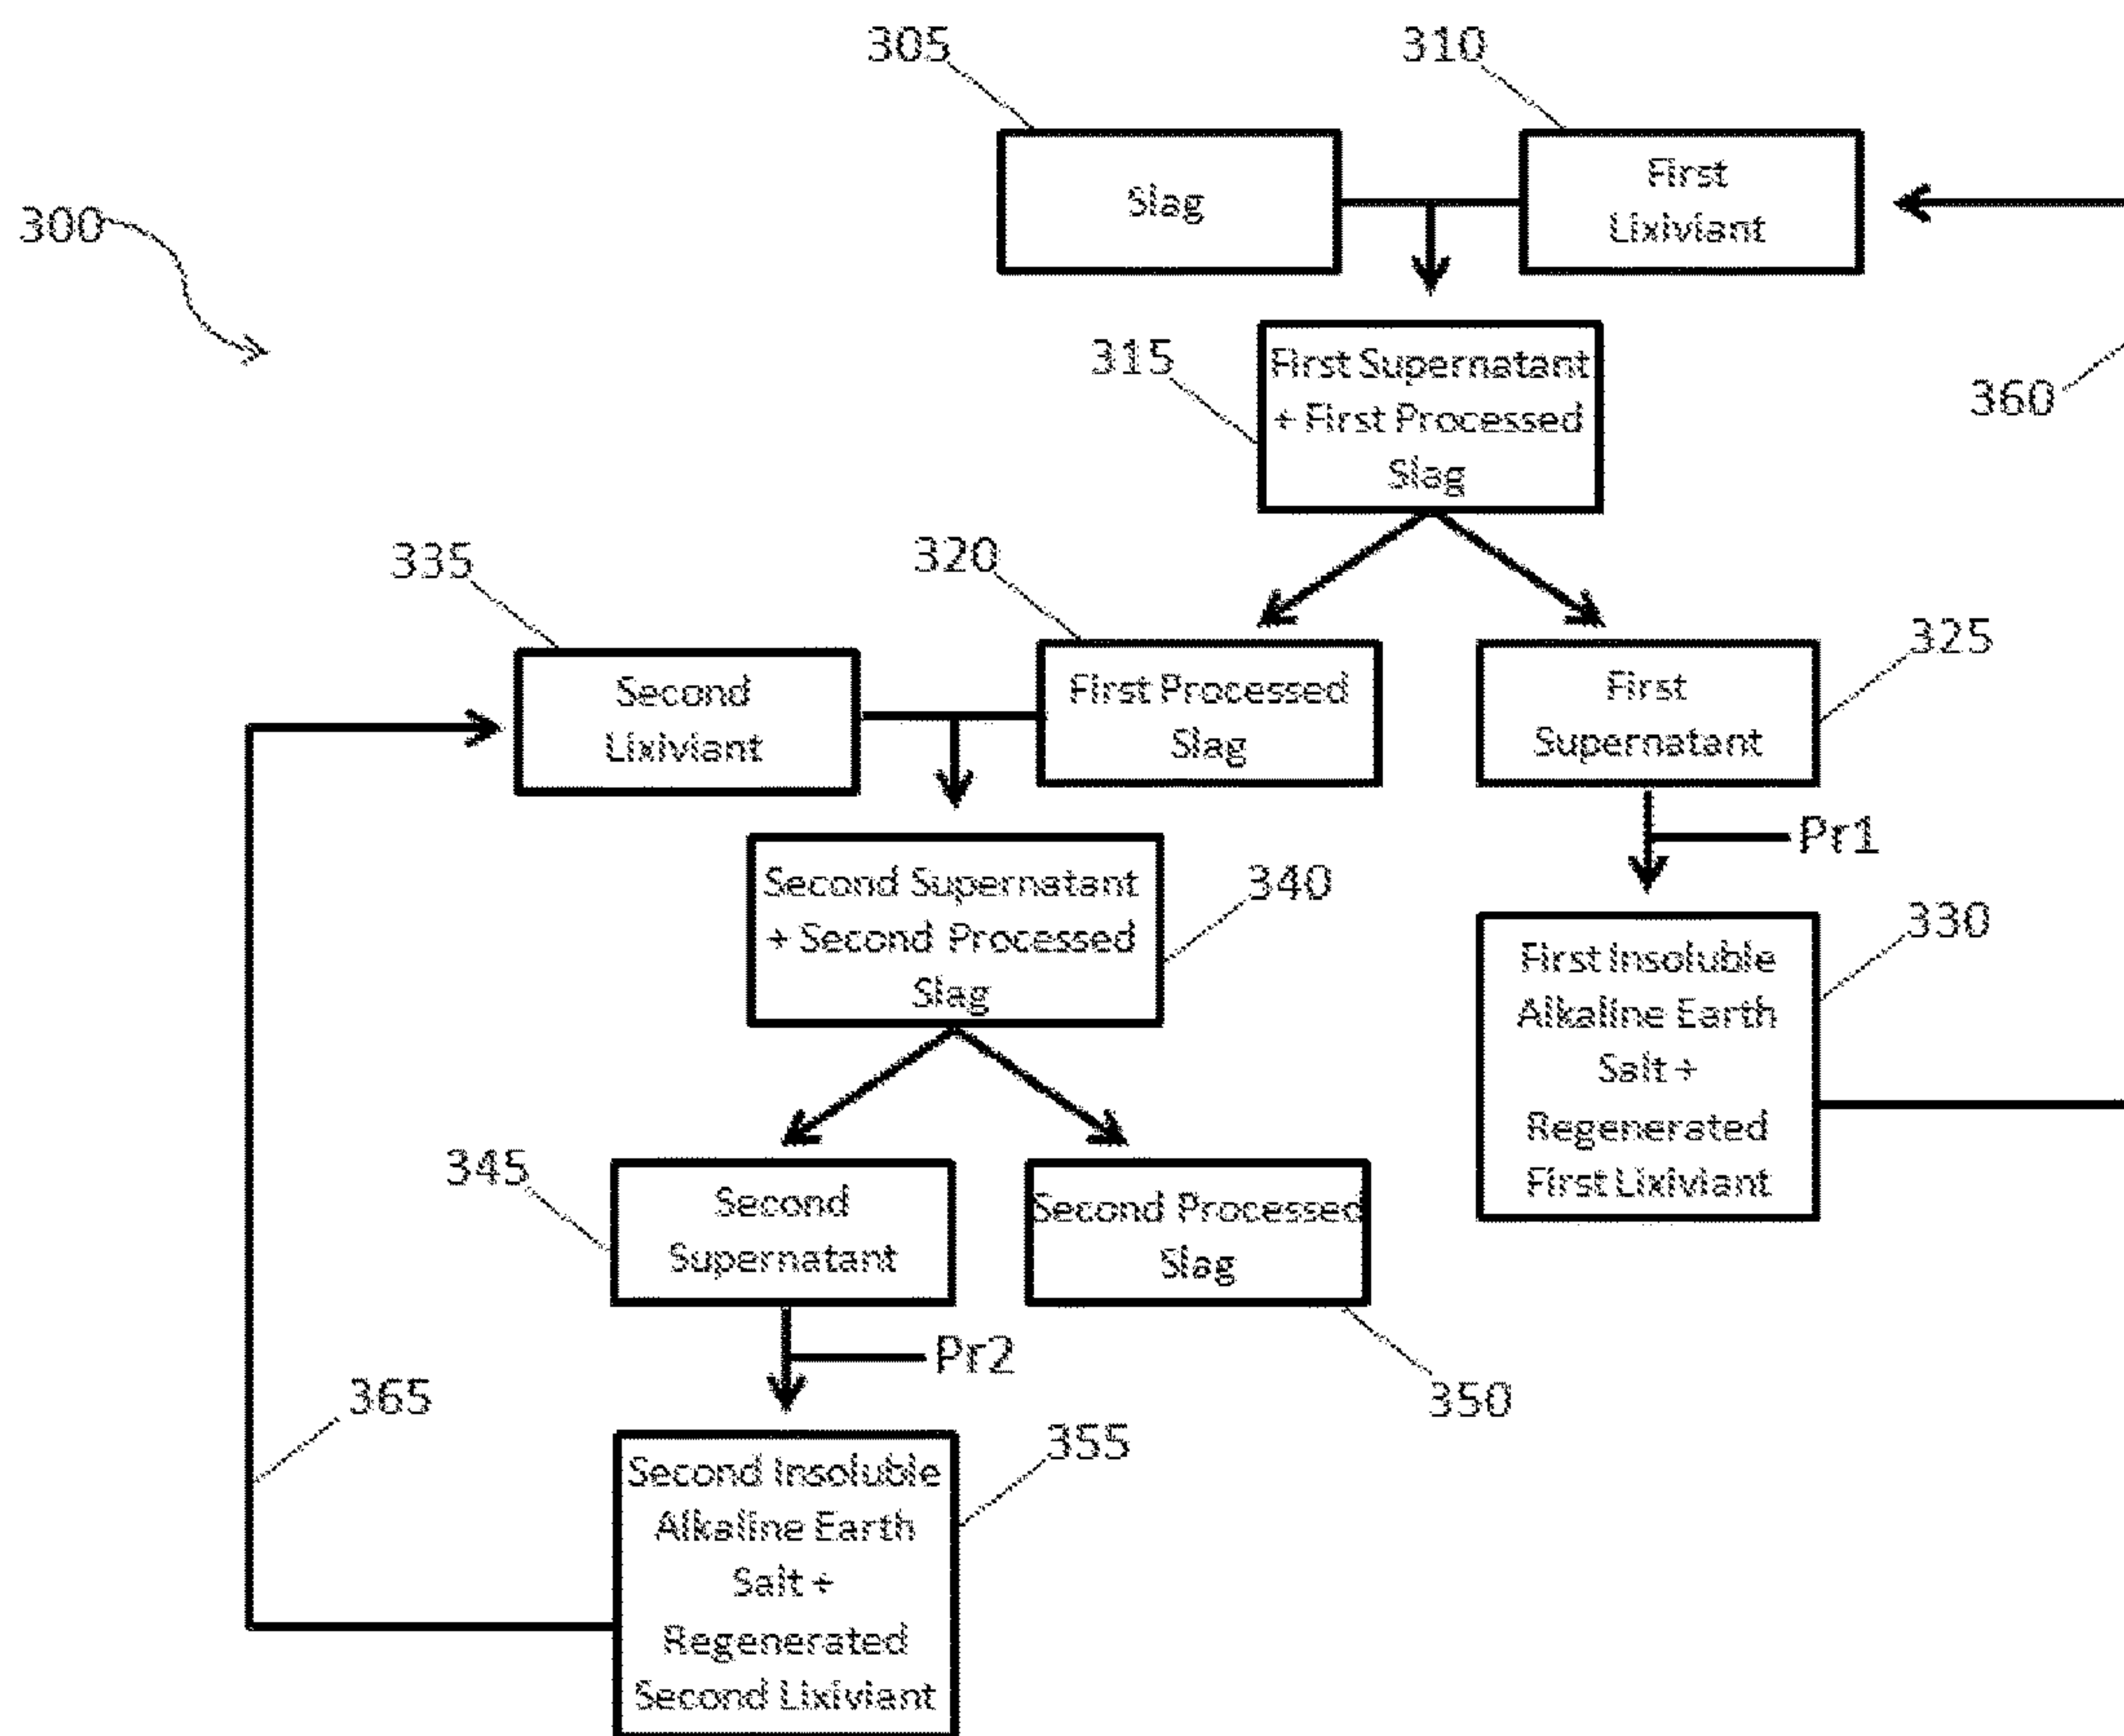 305
310
Slag
First
Lixiviant
300
315
First Supernatant
+ First Processed
Slag
360
335
320
325
Second
Lixiviant
First Processed
Slag
First
Supernatant
Pr1
Second Supernatant
+ Second Processed
Slag
340
330
First Insoluble
Alkaline Earth
Salt +
Regenerated
First Lixiviant
345
Second
Supernatant
Second Processed
Slag
Pr2
350
365
355
Second Insoluble
Alkaline Earth
Salt +
Regenerated
Second Lixiviant